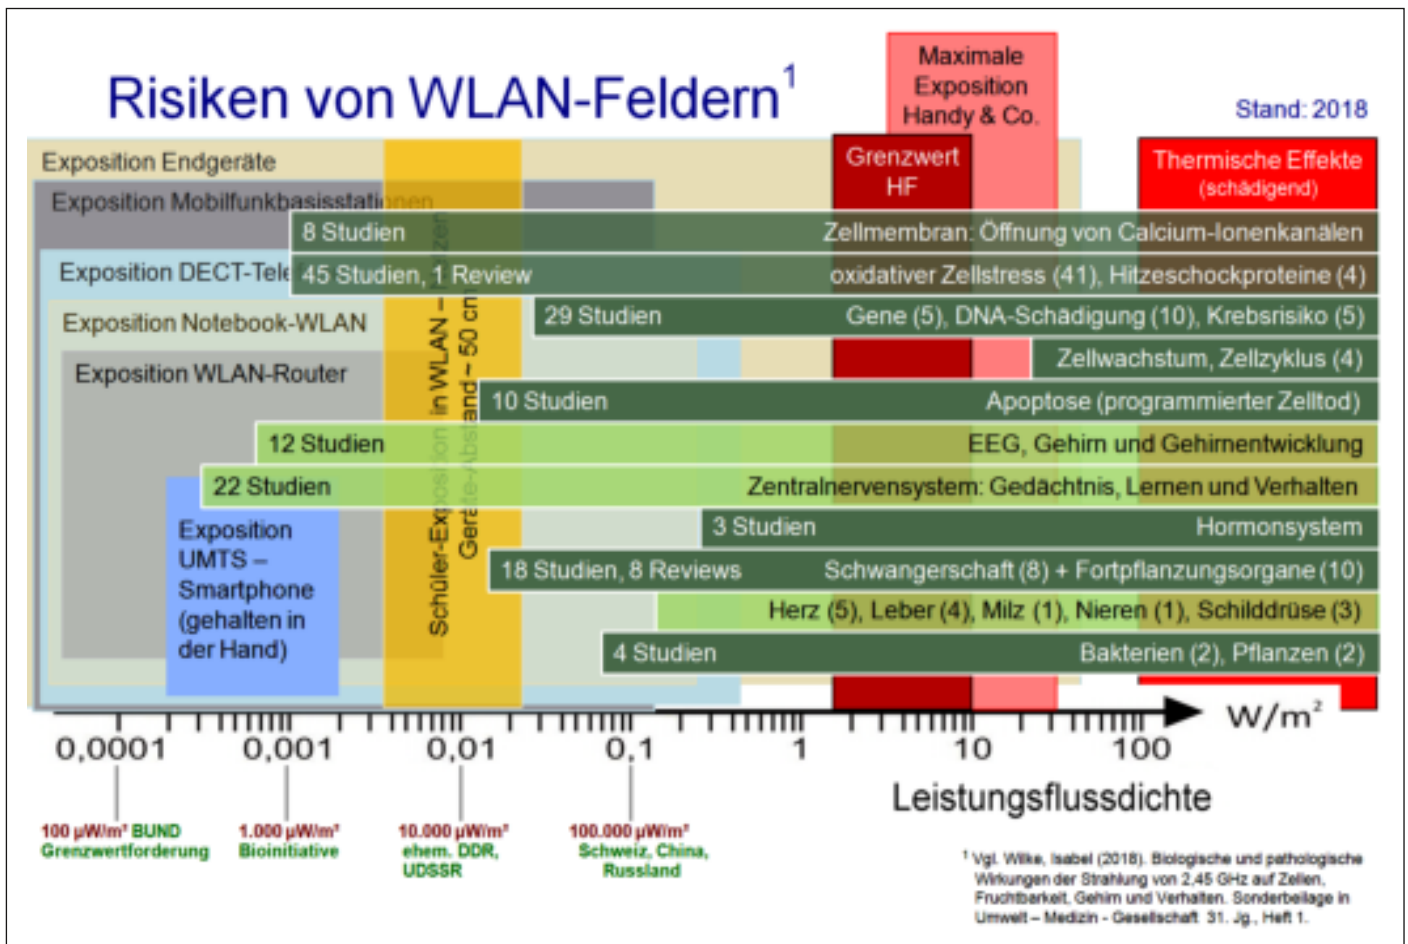 Risiken von WLAN-Feldern¹
Stand: 2018
Maximale
Exposition
Handy & Co.
Grenzwert
HF
Thermische Effekte
(schädigend)
Exposition Endgeräte
Exposition Mobilfunkbasisstationen
8 Studien Zellmembran: Öffnung von Calcium-Ionenkanälen
Exposition DECT-Tele
45 Studien, 1 Review oxidativer Zellstress (41), Hitzeschockproteine (4)
29 Studien Gene (5), DNA-Schädigung (10), Krebsrisiko (5)
Exposition Notebook-WLAN
Zellwachstum, Zellzyklus (4)
Exposition WLAN-Router
10 Studien Apoptose (programmierter Zelltod)
12 Studien EEG, Gehirn und Gehirnentwicklung
22 Studien Zentralnervensystem: Gedächtnis, Lernen und Verhalten
3 Studien Hormonsystem
18 Studien, 8 Reviews Schwangerschaft (8) + Fortpflanzungsorgane (10)
Herz (5), Leber (4), Milz (1), Nieren (1), Schilddrüse (3)
4 Studien Bakterien (2), Pflanzen (2)
Exposition
UMTS –
Smartphone
(gehalten in
der Hand)
Schüler-Exposition in WLAN –
Geräte-Abstand ~ 50 cm
0,0001 0,001 0,01 0,1 1 10 100 W/m²
Leistungsflussdichte
100 µW/m² BUND
Grenzwertforderung
1.000 µW/m²
Bioinitiative
10.000 µW/m²
ehem. DDR,
UDSSR
100.000 µW/m²
Schweiz, China,
Russland
¹ Vgl. Wilke, Isabel (2018). Biologische und pathologische
Wirkungen der Strahlung von 2,45 GHz auf Zellen,
Fruchtbarkeit, Gehirn und Verhalten. Sonderbeilage in
Umwelt – Medizin - Gesellschaft 31. Jg., Heft 1.